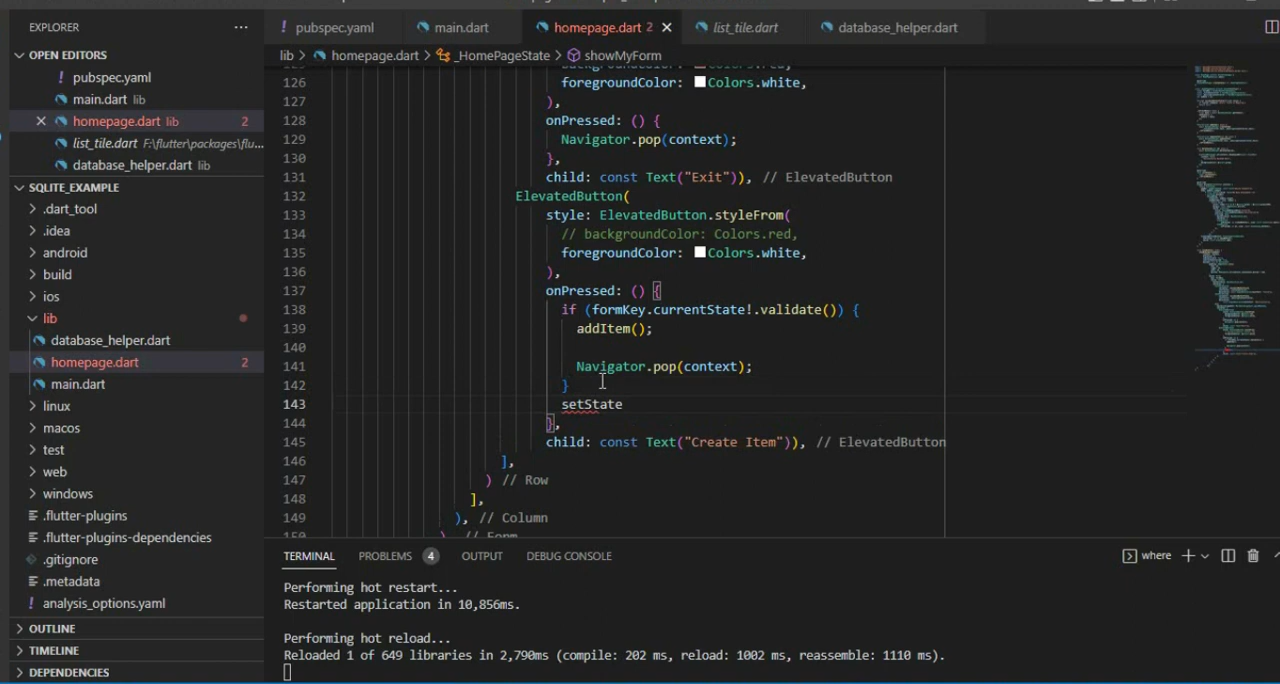 EXPLORER
OPEN EDITORS
pubspec.yaml
main.dart lib
homepage.dart lib 2
list_tile.dart F:\flutter\packages\flu...
database_helper.dart lib
SQLITE_EXAMPLE
.dart_tool
.idea
android
build
ios
lib
database_helper.dart
homepage.dart 2
main.dart
linux
macos
test
web
windows
.flutter-plugins
.flutter-plugins-dependencies
.gitignore
.metadata
analysis_options.yaml
OUTLINE
TIMELINE
DEPENDENCIES
pubspec.yaml main.dart homepage.dart 2 list_tile.dart database_helper.dart
lib > homepage.dart > _HomePageState > showMyForm
126 foregroundColor: Colors.white,
127 ),
128 onPressed: () {
129 Navigator.pop(context);
130 },
131 child: const Text("Exit")), // ElevatedButton
132 ElevatedButton(
133 style: ElevatedButton.styleFrom(
134 // backgroundColor: Colors.red,
135 foregroundColor: Colors.white,
136 ),
137 onPressed: () {
138 if (formKey.currentState!.validate()) {
139 addItem();
140
141 Navigator.pop(context);
142 }
143 setState
144 },
145 child: const Text("Create Item")), // ElevatedButton
146 ],
147 ) // Row
148 ],
149 ), // Column
150 ) // Form
TERMINAL PROBLEMS 4 OUTPUT DEBUG CONSOLE where
Performing hot restart...
Restarted application in 10,856ms.
Performing hot reload...
Reloaded 1 of 649 libraries in 2,790ms (compile: 202 ms, reload: 1002 ms, reassemble: 1110 ms).